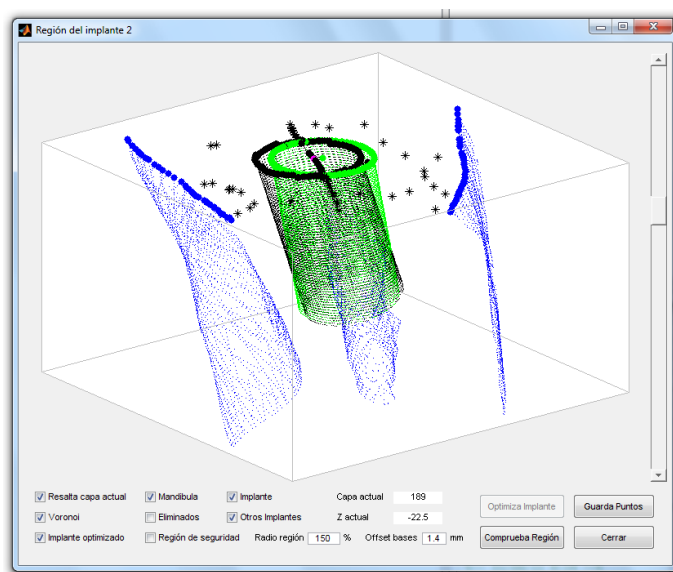 Región del implante 2
Resalta capa actual Mandibula Implante Capa actual 189
Voronoi Eliminados Otros Implantes Z actual -22.5 Optimiza Implante Guarda Puntos
Implante optimizado Región de seguridad Radio región 150 % Offset bases 1.4 mm Comprueba Región Cerrar